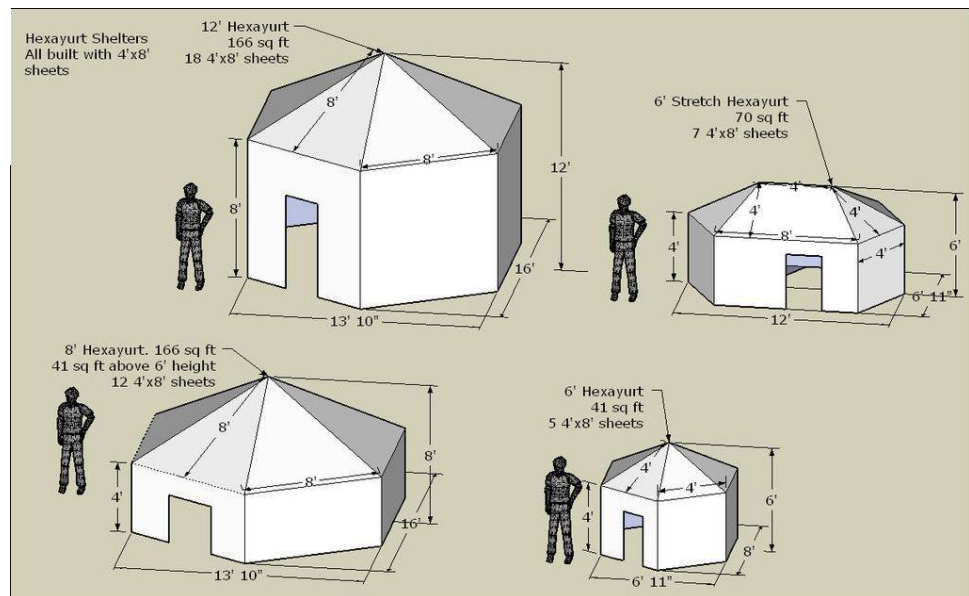 Hexayurt Shelters
All built with 4'x8'
sheets
12' Hexayurt
166 sq ft
18 4'x8' sheets
8'
8'
8'
12'
16'
13' 10"
6' Stretch Hexayurt
70 sq ft
7 4'x8' sheets
4'
4'
4'
8'
4'
4'
6'
6' 11"
12'
8' Hexayurt. 166 sq ft
41 sq ft above 6' height
12 4'x8' sheets
8'
8'
4'
8'
16'
13' 10"
6' Hexayurt
41 sq ft
5 4'x8' sheets
4'
4'
4'
6'
8'
6' 11"